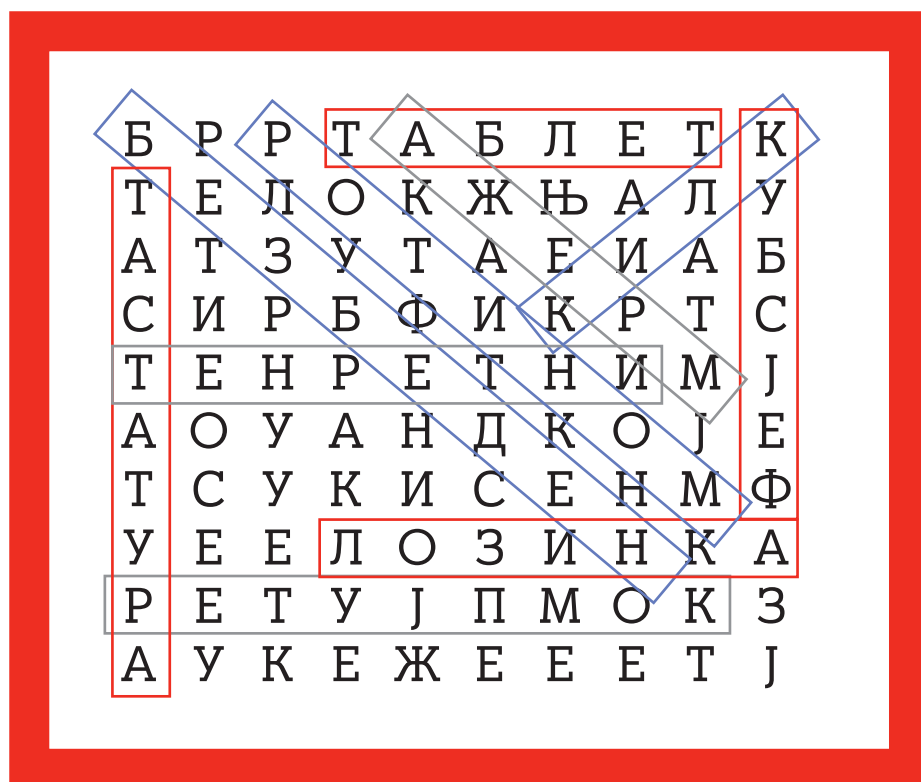 Б Р Р Т А Б Л Е Т К
Т Е Л О К Ж Њ А Л У
А Т З У Т А Е И А Б
С И Р Б Ф И К Р Т С
Т Е Н Р Е Т Н И М Ј
А О У А Н Д К О Ј Е
Т С У К И С Е Н М Ф
У Е Е Л О З И Н К А
Р Е Т У Ј П М О К З
А У К Е Ж Е Е Е Т Ј